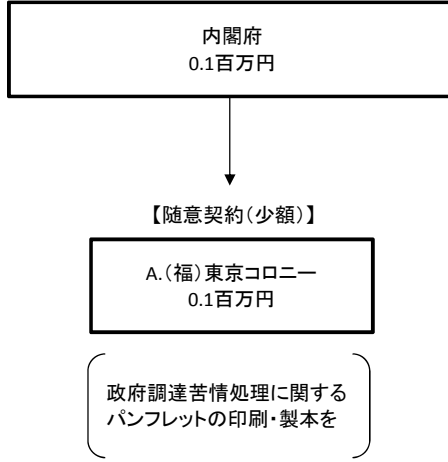 内閣府
0.1百万円
【随意契約(少額)】
A.(福)東京コロニー
0.1百万円
政府調達苦情処理に関する
パンフレットの印刷・製本を